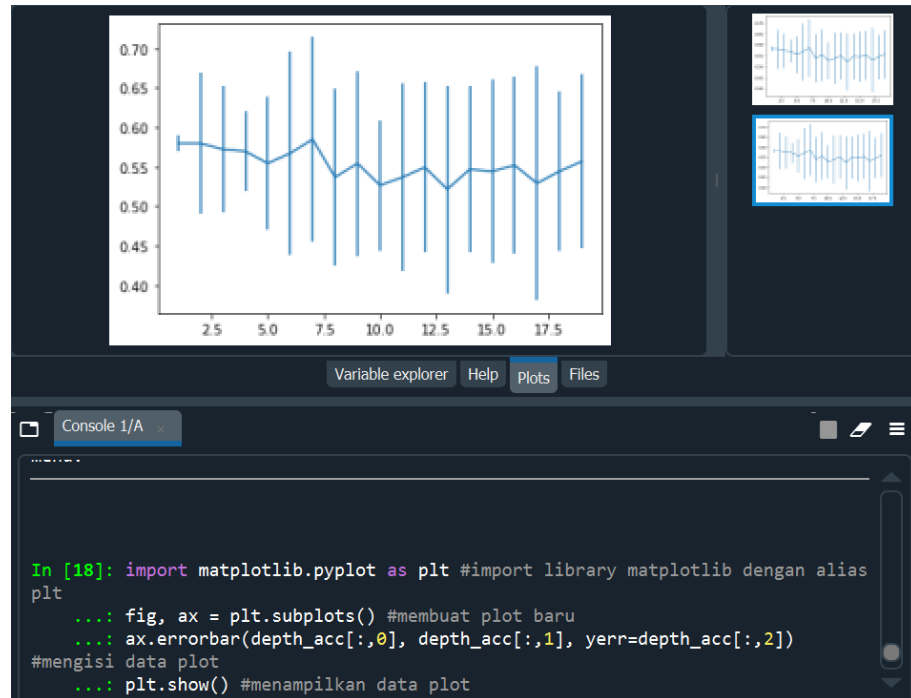 0.70
0.65
0.60
0.55
0.50
0.45
0.40
2.5 5.0 7.5 10.0 12.5 15.0 17.5
Variable explorer Help Plots Files
Console 1/A
In [18]: import matplotlib.pyplot as plt #import library matplotlib dengan alias
plt
...: fig, ax = plt.subplots() #membuat plot baru
...: ax.errorbar(depth_acc[:,0], depth_acc[:,1], yerr=depth_acc[:,2])
#mengisi data plot
...: plt.show() #menampilkan data plot